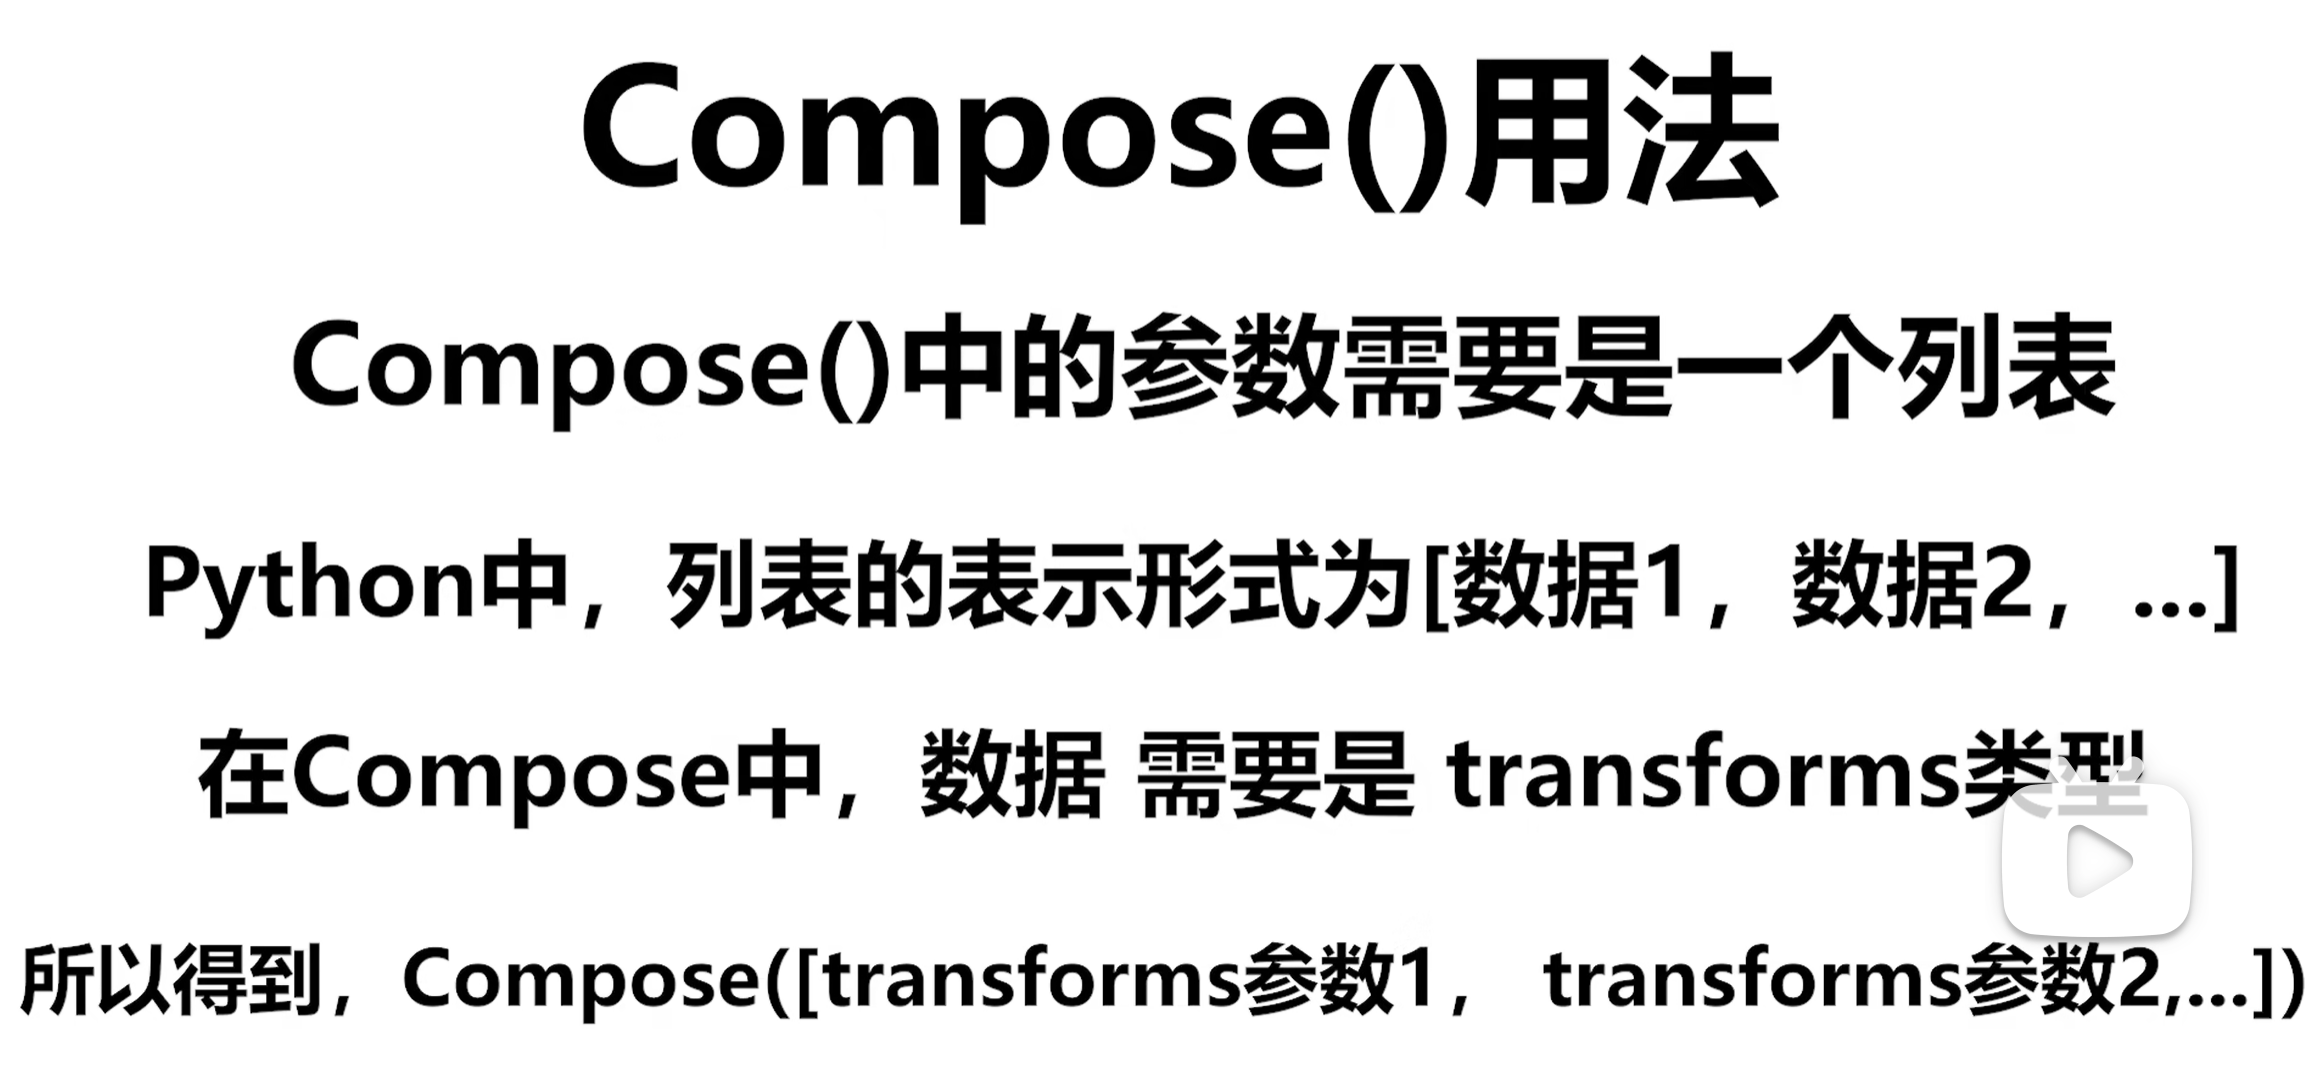 Compose()用法
Compose()中的参数需要是一个列表
Python中，列表的表示形式为[数据1，数据2，...]
在Compose中，数据 需要是 transforms类型
所以得到，Compose([transforms参数1， transforms参数2,...])